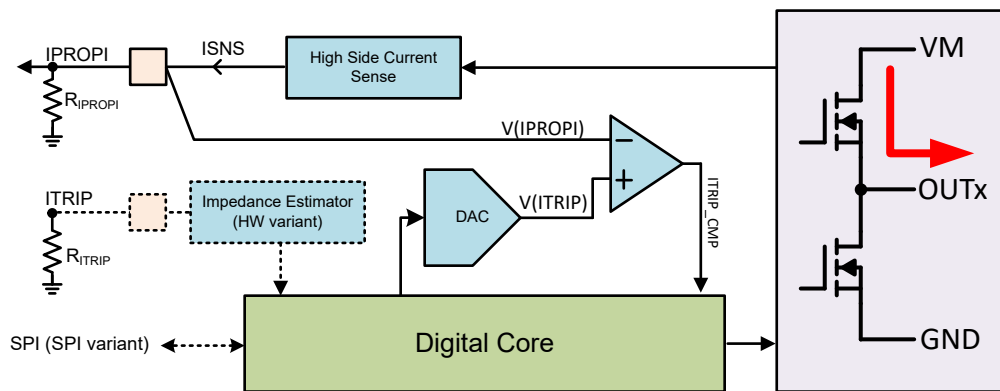 IPROPI
ISNS
High Side Current
Sense
VM
RIPROPI
V(IPROPI)
ITRIP
Impedance Estimator
(HW variant)
DAC
V(ITRIP)
ITRIP_CMP
OUTx
RITRIP
SPI (SPI variant)
Digital Core
GND